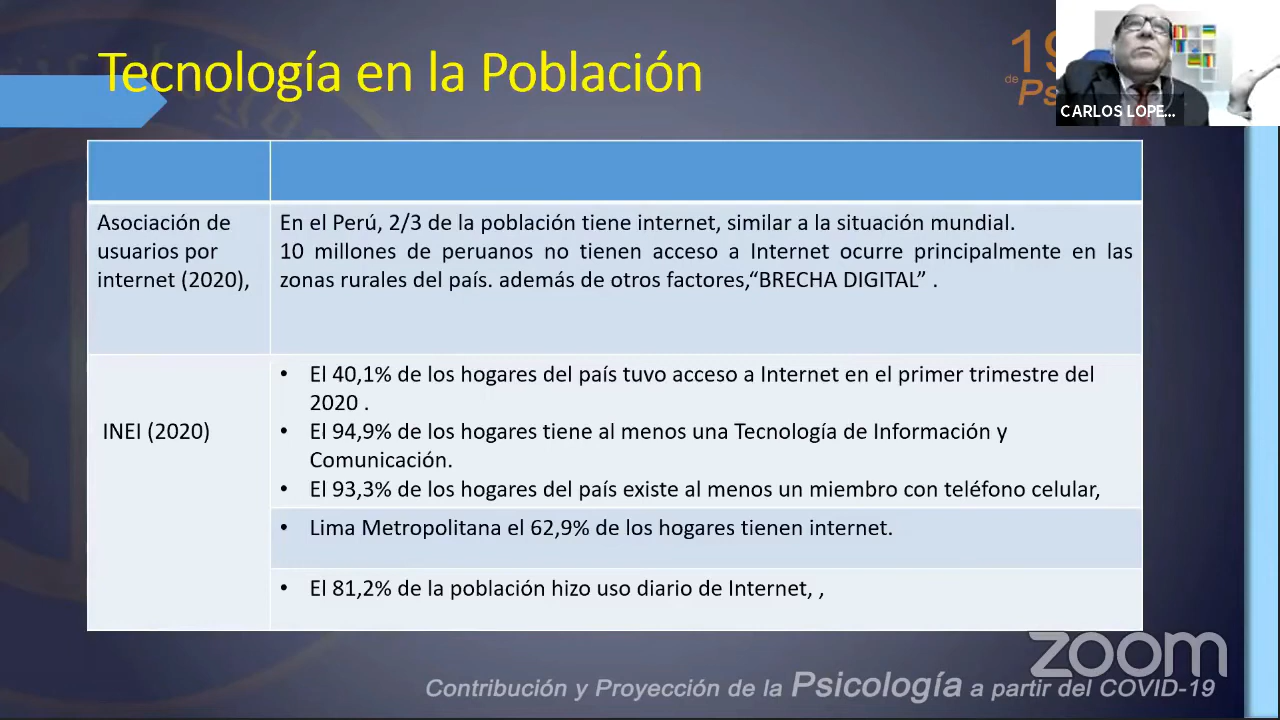 Tecnología en la Población
19
de
Ps
CARLOS LOPE...
Asociación de
usuarios por
internet (2020),
En el Perú, 2/3 de la población tiene internet, similar a la situación mundial.
10 millones de peruanos no tienen acceso a Internet ocurre principalmente en las
zonas rurales del país. además de otros factores,“BRECHA DIGITAL” .
INEI (2020)
• El 40,1% de los hogares del país tuvo acceso a Internet en el primer trimestre del
2020 .
• El 94,9% de los hogares tiene al menos una Tecnología de Información y
Comunicación.
• El 93,3% de los hogares del país existe al menos un miembro con teléfono celular,
• Lima Metropolitana el 62,9% de los hogares tienen internet.
• El 81,2% de la población hizo uso diario de Internet, ,
zoom
Contribución y Proyección de la Psicología a partir del COVID-19